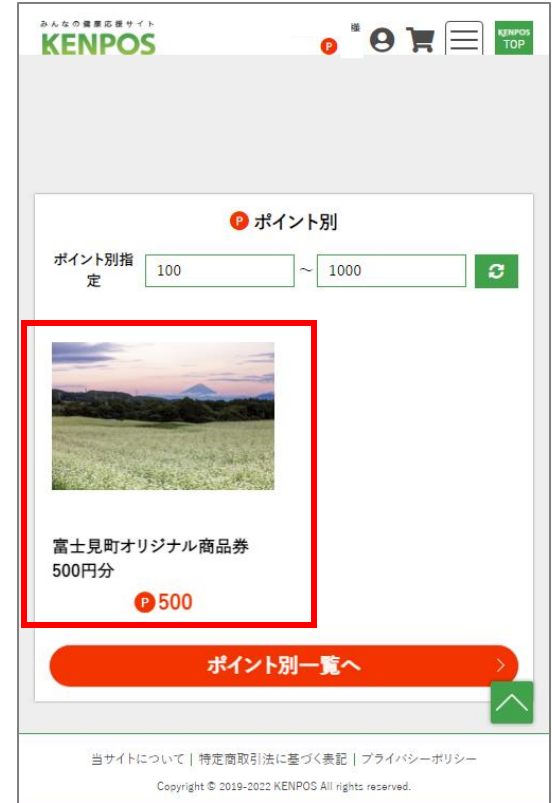 みんなの健康応援サイト
KENPOS
P
様
KENPOS
TOP
P ポイント別
ポイント別指
定
100
～
1000
富士見町オリジナル商品券
500円分
P 500
ポイント別一覧へ
当サイトについて | 特定商取引法に基づく表記 | プライバシーポリシー
Copyright © 2019-2022 KENPOS All rights reserved.